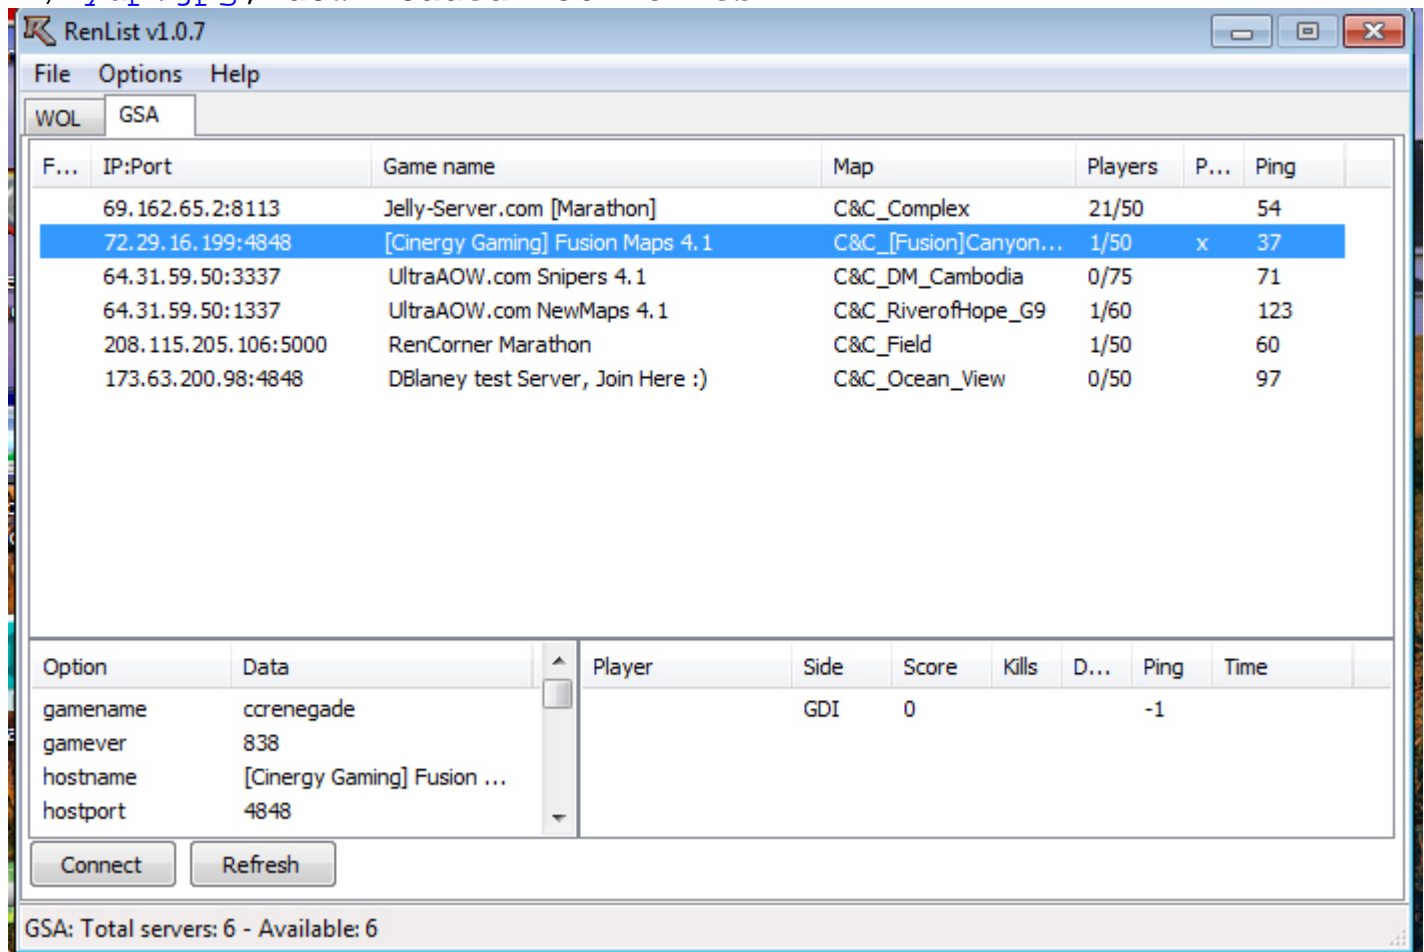 RenList v1.0.7
File Options Help
WOL GSA
F... IP:Port Game name Map Players P... Ping
69.162.65.2:8113 Jelly-Server.com [Marathon] C&C_Complex 21/50 54
72.29.16.199:4848 [Cinergy Gaming] Fusion Maps 4.1 C&C_[Fusion]Canyon... 1/50 x 37
64.31.59.50:3337 UltraAOW.com Snipers 4.1 C&C_DM_Cambodia 0/75 71
64.31.59.50:1337 UltraAOW.com NewMaps 4.1 C&C_RiverofHope_G9 1/60 123
208.115.205.106:5000 RenCorner Marathon C&C_Field 1/50 60
173.63.200.98:4848 DBlaney test Server, Join Here :) C&C_Ocean_View 0/50 97
Option Data Player Side Score Kills D... Ping Time
gamename ccrenegade GDI 0 -1
gamever 838
hostname [Cinergy Gaming] Fusion ...
hostport 4848
Connect Refresh
GSA: Total servers: 6 - Available: 6